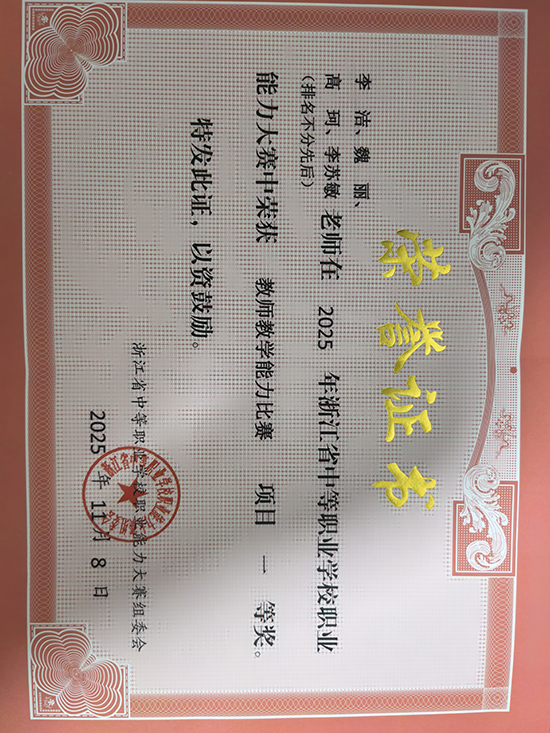 荣誉证书
李 洁、魏 丽、
高 珂、李苏敏 老师在 2025 年浙江省中等职业学校职业
(排名不分先后)
能力大赛中荣获 教师教学能力比赛 项目 一 等奖。
特发此证，以资鼓励。
浙江省中等职业学校职业能力大赛组委会
2025 年 11月 8 日